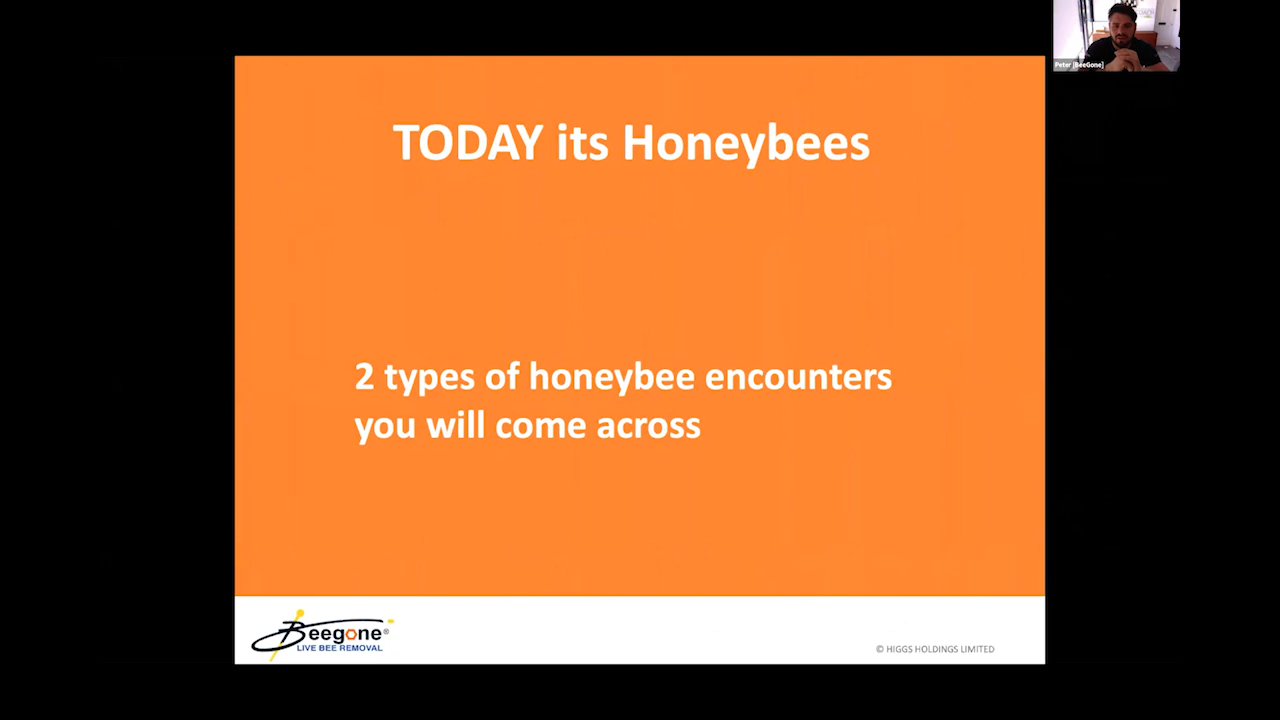 Peter [BeeGone]
TODAY its Honeybees
2 types of honeybee encounters
you will come across
Beegone®
LIVE BEE REMOVAL
© HIGGS HOLDINGS LIMITED